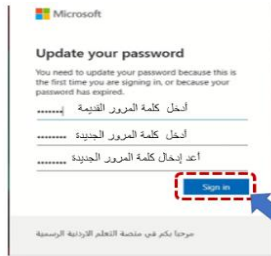 Microsoft
Update your password
You need to update your password because this is
the first time you are signing in, or because your
password has expired.
أدخل كلمة المرور القديمة
أدخل كلمة المرور الجديدة
أعد إدخال كلمة المرور الجديدة
Sign in
مرحبا بكم في منصة التعلم الاردنية الرسمية